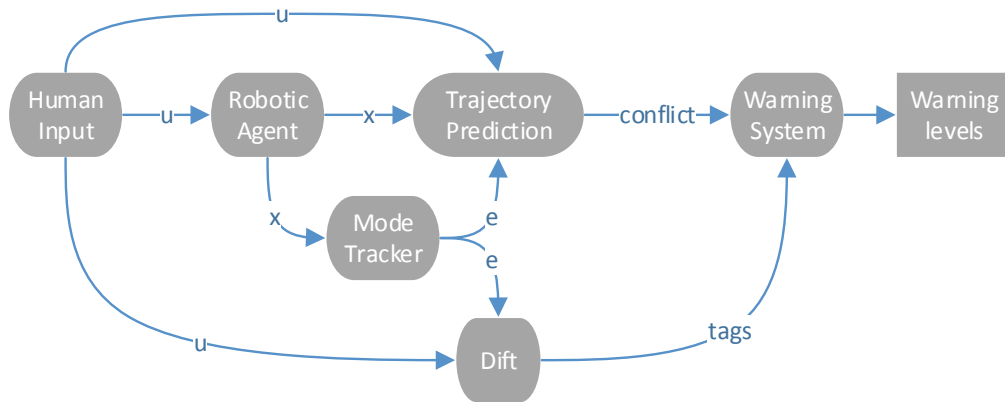 u
Human
Input
u
Robotic
Agent
x
Trajectory
Prediction
conflict
Warning
System
Warning
levels
x
Mode
Tracker
e
e
u
Dift
tags